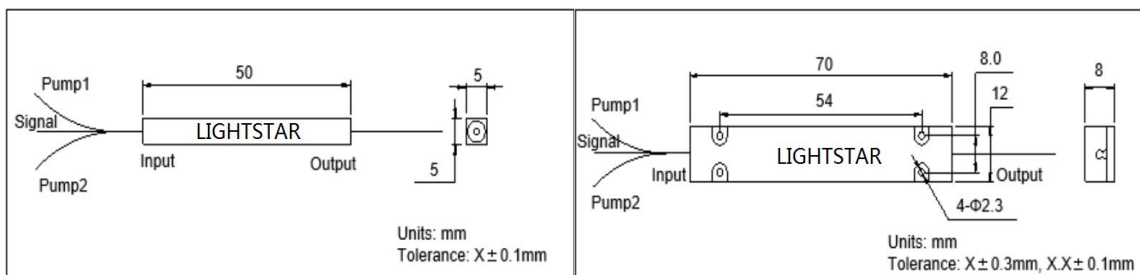 50
5
Pump1
Signal
LIGHTSTAR
Input
Output
5
Pump2
Units: mm
Tolerance: X±0.1mm
8.0
70
8
54
12
Pump1
Signal
LIGHTSTAR
Input
Output
Pump2
4-Φ2.3
Units: mm
Tolerance: X±0.3mm, X.X±0.1mm